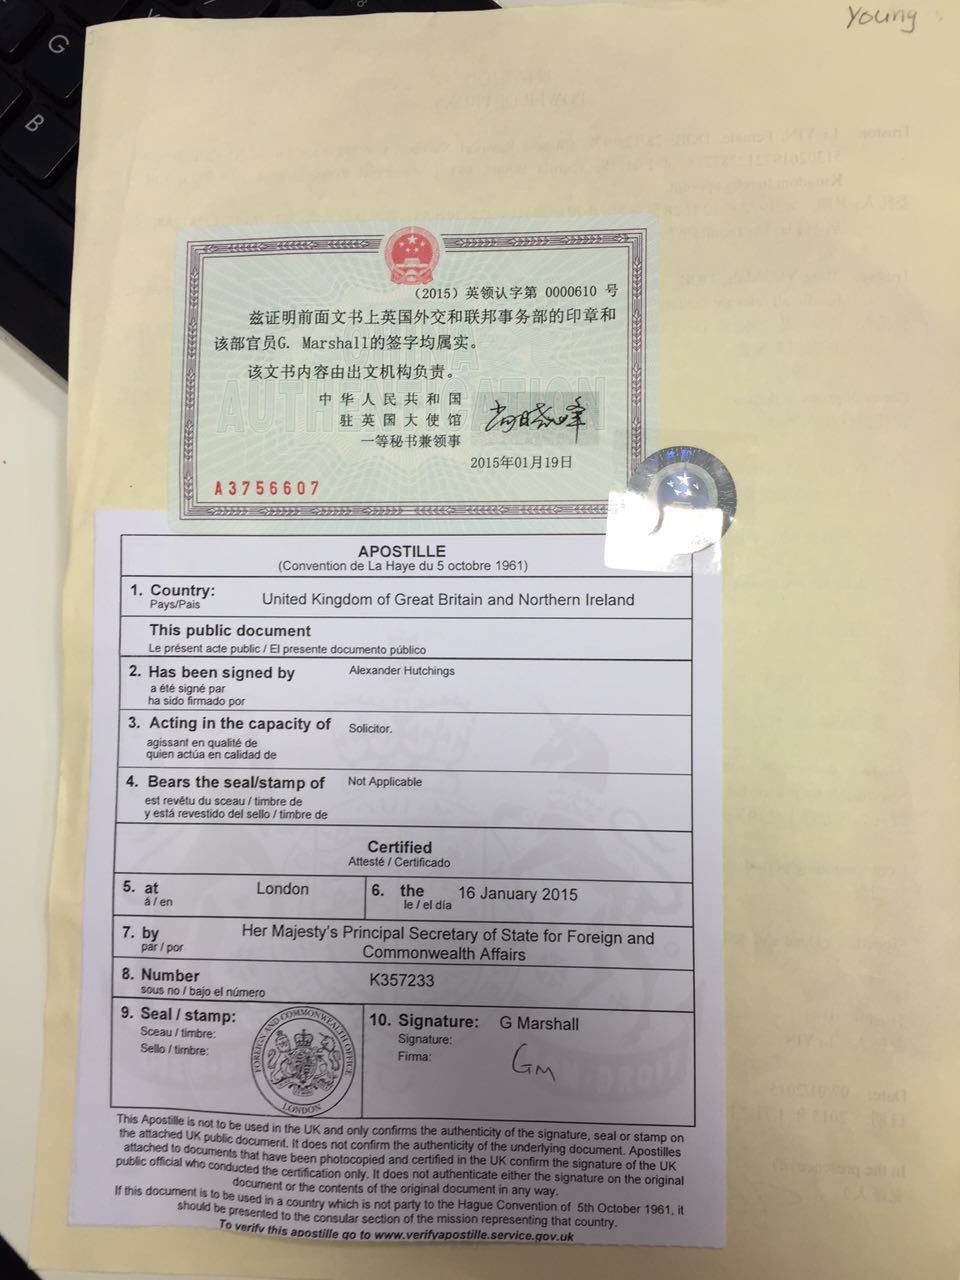 G
B
Young
（2015）英领认字第 0000610 号
兹证明前面文书上英国外交和联邦事务部的印章和
该部官员G. Marshall的签字均属实。
该文书内容由出文机构负责。
中华人民共和国
驻英国大使馆
一等秘书兼领事
2015年01月19日
A3756607
CHINA
AUTHENTICATION
APOSTILLE
(Convention de La Haye du 5 octobre 1961)
1. Country: United Kingdom of Great Britain and Northern Ireland
Pays/Pais
This public document
Le présent acte public / El presente documento público
2. Has been signed by Alexander Hutchings
a été signé par
ha sido firmado por
3. Acting in the capacity of Solicitor.
agissant en qualité de
quien actúa en calidad de
4. Bears the seal/stamp of Not Applicable
est revêtu du sceau / timbre de
y está revestido del sello / timbre de
Certified
Attesté / Certificado
5. at London 6. the 16 January 2015
á / en le / el día
7. by Her Majesty's Principal Secretary of State for Foreign and
par / por Commonwealth Affairs
8. Number K357233
sous no / bajo el número
9. Seal / stamp: 10. Signature: G Marshall
Sceau / timbre: Signature:
Sello / timbre: Firma: GM
FOREIGN AND COMMONWEALTH OFFICE
LONDON
This Apostille is not to be used in the UK and only confirms the authenticity of the signature, seal or stamp on
the attached UK public document. It does not confirm the authenticity of the underlying document. Apostilles
attached to documents that have been photocopied and certified in the UK confirm the signature of the UK
public official who conducted the certification only. It does not authenticate either the signature on the original
document or the contents of the original document in any way.
If this document is to be used in a country which is not party to the Hague Convention of 5th October 1961, it
should be presented to the consular section of the mission representing that country.
To verify this apostille go to www.verifyapostille.service.gov.uk